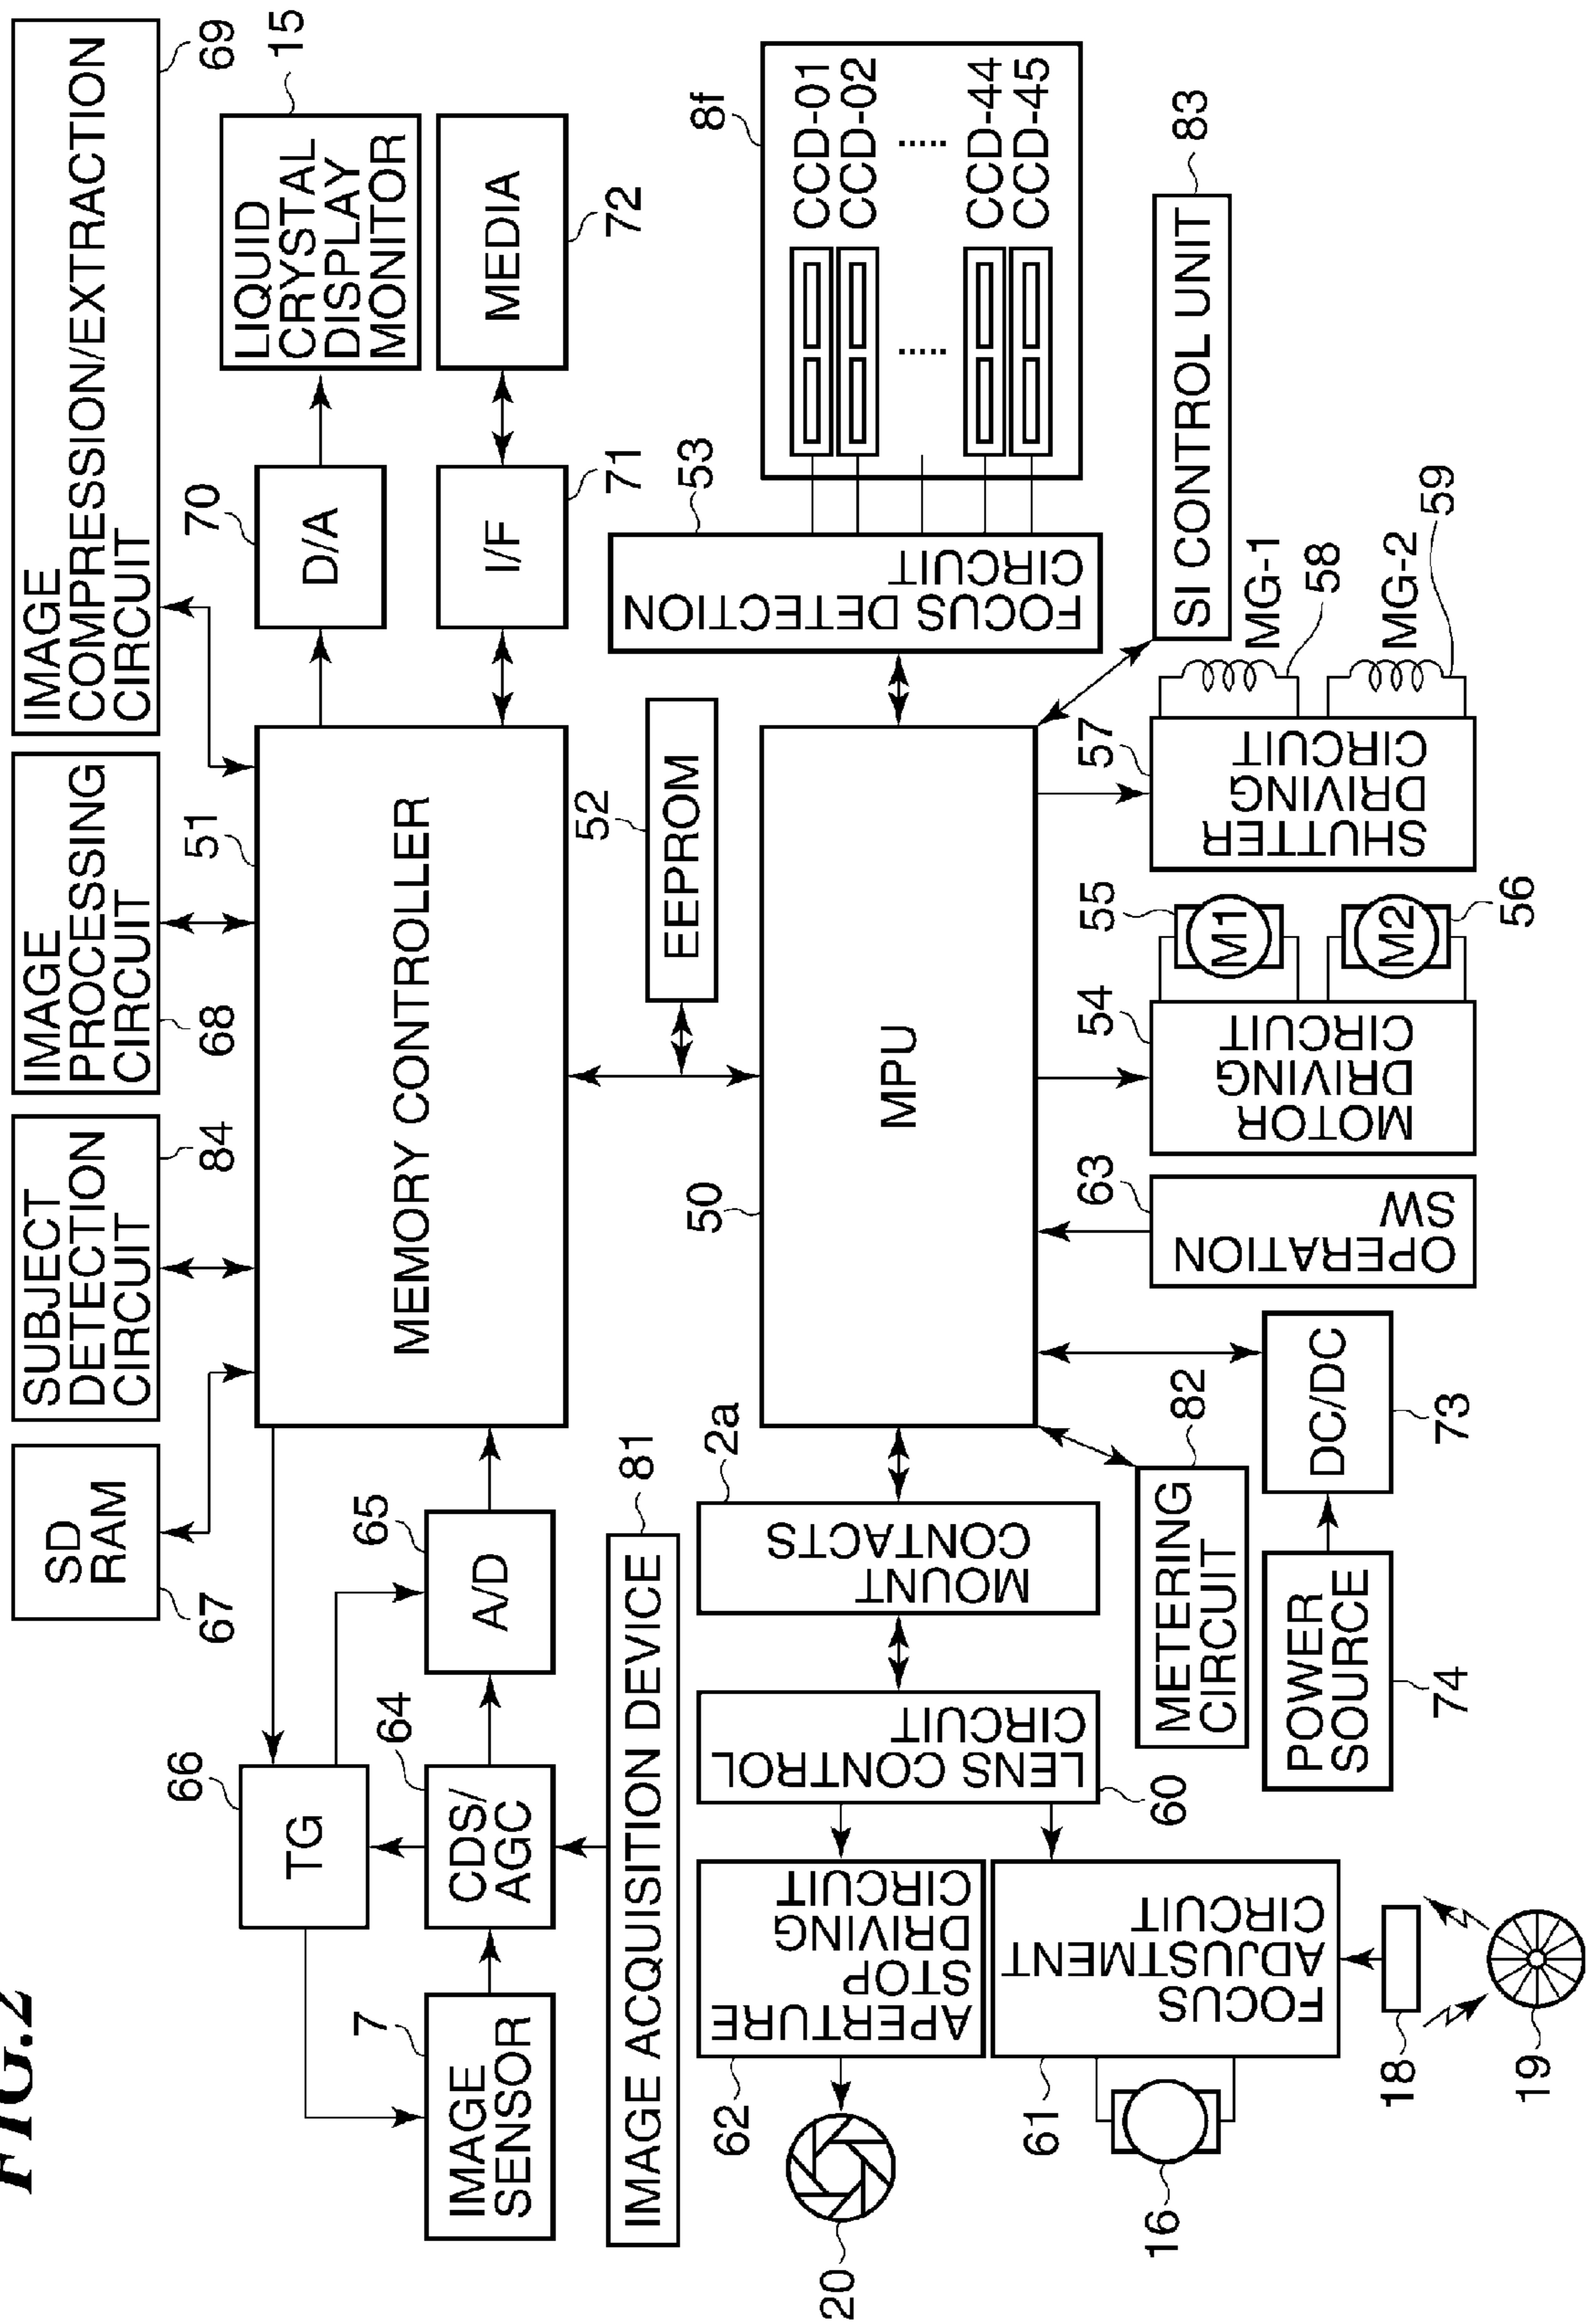 FIG.2
SD
RAM
67
SUBJECT
DETECTION
CIRCUIT
84
IMAGE
PROCESSING
CIRCUIT
68
IMAGE
COMPRESSION/EXTRACTION
CIRCUIT
69
66
TG
51
MEMORY CONTROLLER
70
D/A
15
LIQUID
CRYSTAL
DISPLAY
MONITOR
7
IMAGE
SENSOR
64
CDS/
AGC
65
A/D
I/F
71
MEDIA
72
IMAGE ACQUISITION DEVICE
81
52
EEPROM
62
APERTURE
STOP
DRIVING
CIRCUIT
20
LENS CONTROL
CIRCUIT
60
MOUNT
CONTACTS
2a
50
MPU
FOCUS DETECTION
CIRCUIT
53
8f
CCD-01
CCD-02
.....
.....
CCD-44
CCD-45
61
FOCUS
ADJUSTMENT
CIRCUIT
16
18
19
METERING
CIRCUIT
82
POWER
SOURCE
74
DC/DC
73
63
OPERATION
SW
54
MOTOR
DRIVING
CIRCUIT
55
M1
M2
56
57
SHUTTER
DRIVING
CIRCUIT
MG-1
58
MG-2
59
SI CONTROL UNIT
83